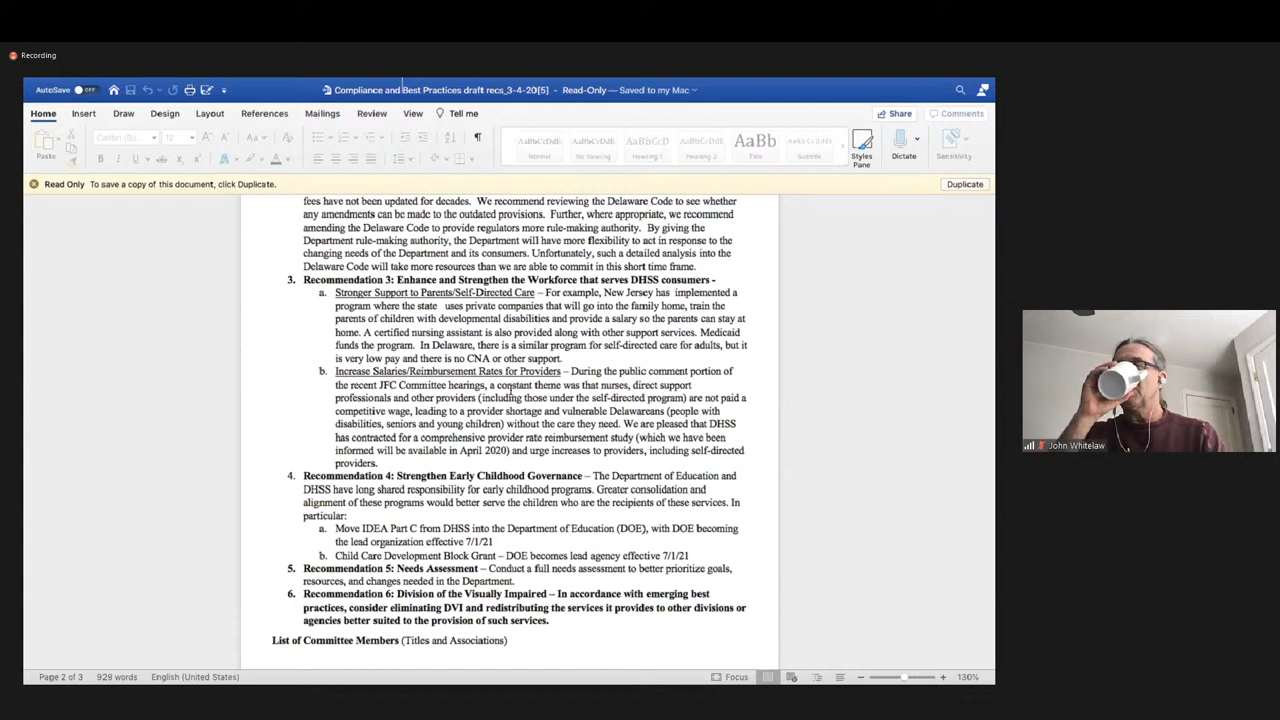 Recording
AutoSave OFF
Compliance and Best Practices draft recs_3-4-20[5] - Read-Only — Saved to my Mac
Home Insert Draw Design Layout References Mailings Review View Tell me
Share Comments
Calibri (Bo... 12
Paste
AaBbCcDdEe AaBbCcDdEe AaBbCcDc AaBbCcDdEe AaBb AaBbCcDdEe
Normal No Spacing Heading 1 Heading 2 Title Subtitle
Styles Pane
Dictate
Sensitivity
Read Only To save a copy of this document, click Duplicate.
Duplicate
fees have not been updated for decades. We recommend reviewing the Delaware Code to see whether
any amendments can be made to the outdated provisions. Further, where appropriate, we recommend
amending the Delaware Code to provide regulators more rule-making authority. By giving the
Department rule-making authority, the Department will have more flexibility to act in response to the
changing needs of the Department and its consumers. Unfortunately, such a detailed analysis into the
Delaware Code will take more resources than we are able to commit in this short time frame.
3. Recommendation 3: Enhance and Strengthen the Workforce that serves DHSS consumers -
a. Stronger Support to Parents/Self-Directed Care – For example, New Jersey has implemented a
program where the state uses private companies that will go into the family home, train the
parents of children with developmental disabilities and provide a salary so the parents can stay at
home. A certified nursing assistant is also provided along with other support services. Medicaid
funds the program. In Delaware, there is a similar program for self-directed care for adults, but it
is very low pay and there is no CNA or other support.
b. Increase Salaries/Reimbursement Rates for Providers – During the public comment portion of
the recent JFC Committee hearings, a constant theme was that nurses, direct support
professionals and other providers (including those under the self-directed program) are not paid a
competitive wage, leading to a provider shortage and vulnerable Delawareans (people with
disabilities, seniors and young children) without the care they need. We are pleased that DHSS
has contracted for a comprehensive provider rate reimbursement study (which we have been
informed will be available in April 2020) and urge increases to providers, including self-directed
providers.
4. Recommendation 4: Strengthen Early Childhood Governance – The Department of Education and
DHSS have long shared responsibility for early childhood programs. Greater consolidation and
alignment of these programs would better serve the children who are the recipients of these services. In
particular:
a. Move IDEA Part C from DHSS into the Department of Education (DOE), with DOE becoming
the lead organization effective 7/1/21
b. Child Care Development Block Grant – DOE becomes lead agency effective 7/1/21
5. Recommendation 5: Needs Assessment – Conduct a full needs assessment to better prioritize goals,
resources, and changes needed in the Department.
6. Recommendation 6: Division of the Visually Impaired – In accordance with emerging best
practices, consider eliminating DVI and redistributing the services it provides to other divisions or
agencies better suited to the provision of such services.
List of Committee Members (Titles and Associations)
John Whitelaw
Page 2 of 3 929 words English (United States) Focus 130%